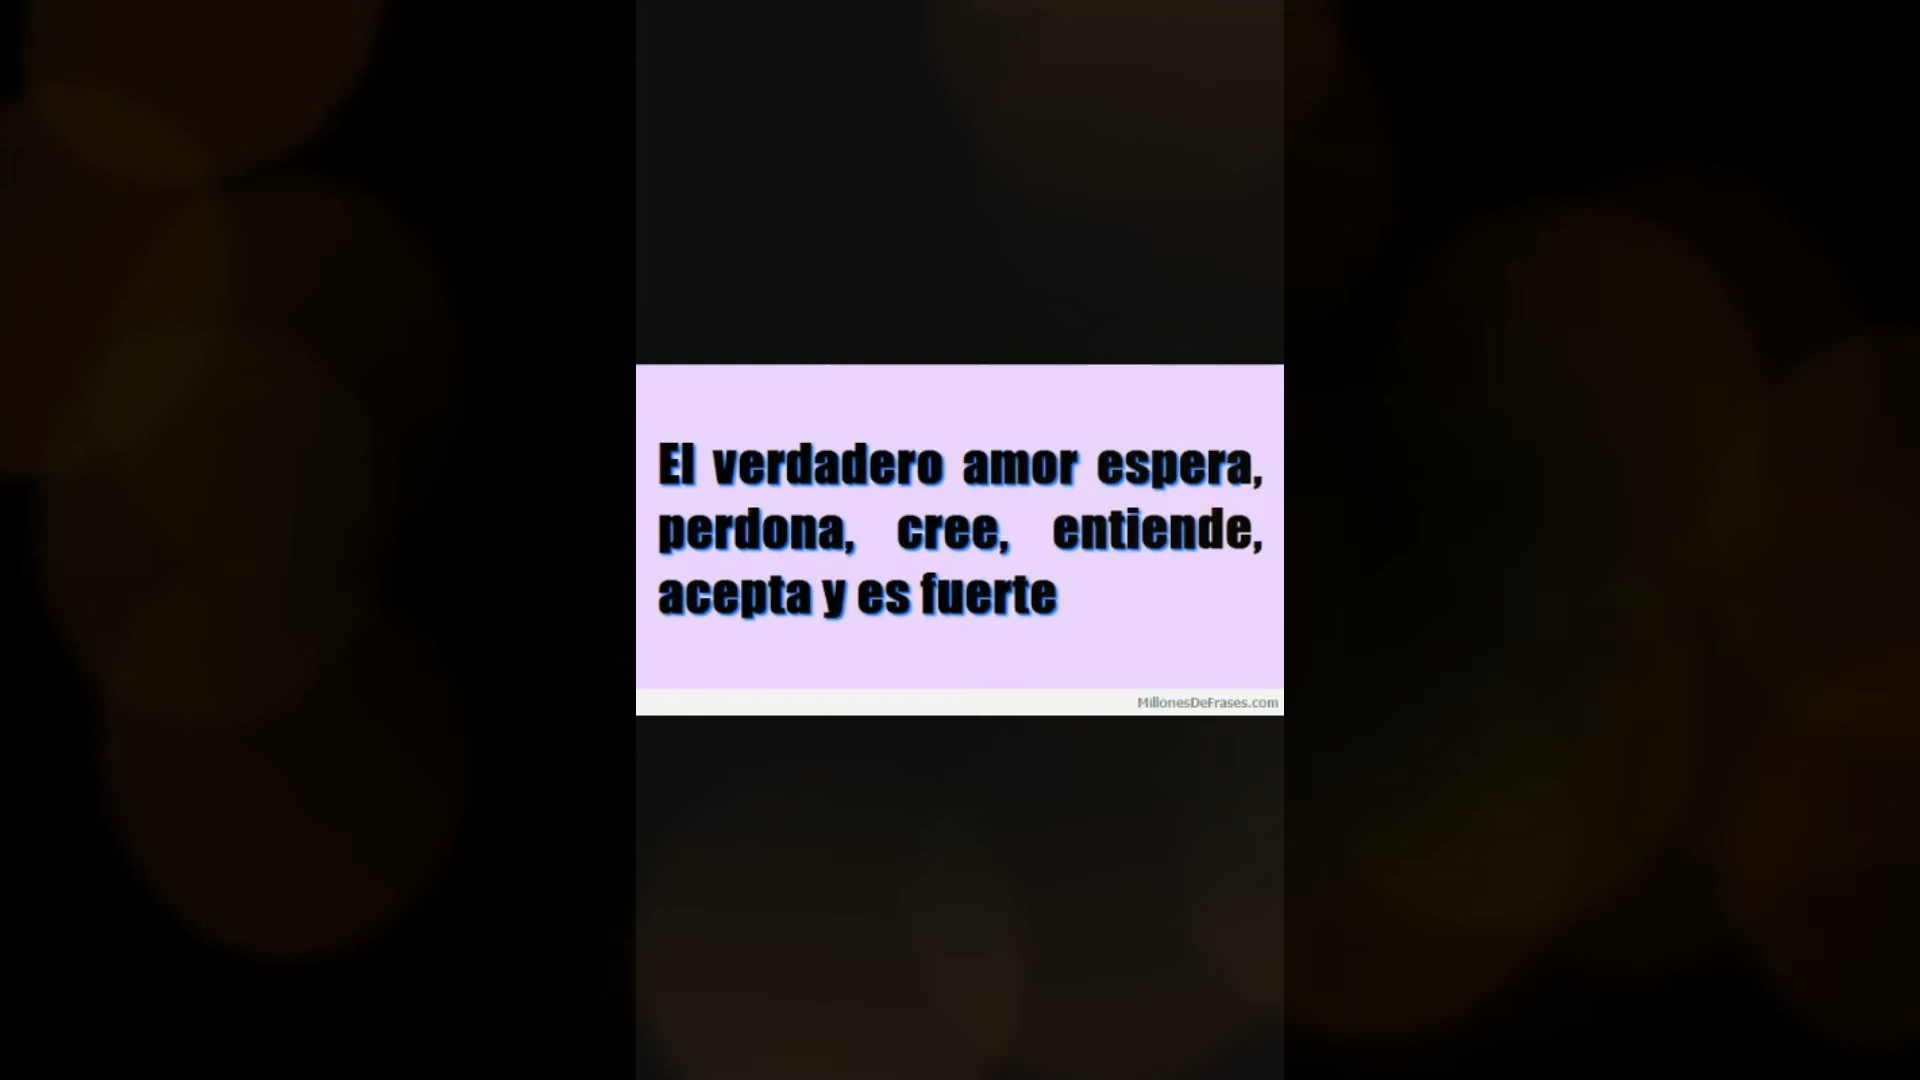 El verdadero amor espera,
perdona, cree, entiende,
acepta y es fuerte
MillonesDeFrases.com